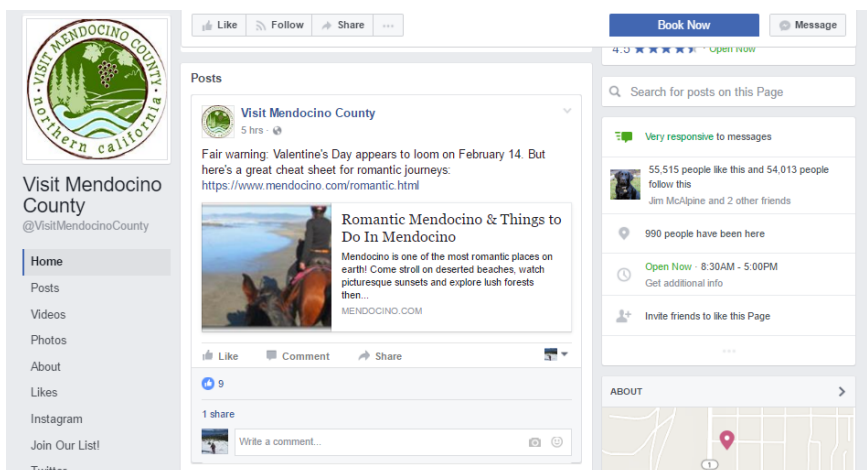 VISIT MENDOCINO COUNTY
northern california
Visit Mendocino
County
@VisitMendocinoCounty
Home
Posts
Videos
Photos
About
Likes
Instagram
Join Our List!
Twitter
Like Follow Share
Book Now Message
Posts
Visit Mendocino County
5 hrs ·
Fair warning: Valentine's Day appears to loom on February 14. But
here's a great cheat sheet for romantic journeys:
https://www.mendocino.com/romantic.html
Romantic Mendocino & Things to
Do In Mendocino
Mendocino is one of the most romantic places on
earth! Come stroll on deserted beaches, watch
picturesque sunsets and explore lush forests
then...
MENDOCINO.COM
Like Comment Share
9
1 share
Write a comment...
4.5 ★★★★★ · Open Now
Search for posts on this Page
Very responsive to messages
55,515 people like this and 54,013 people
follow this
Jim McAlpine and 2 other friends
990 people have been here
Open Now · 8:30AM - 5:00PM
Get additional info
Invite friends to like this Page
ABOUT
1